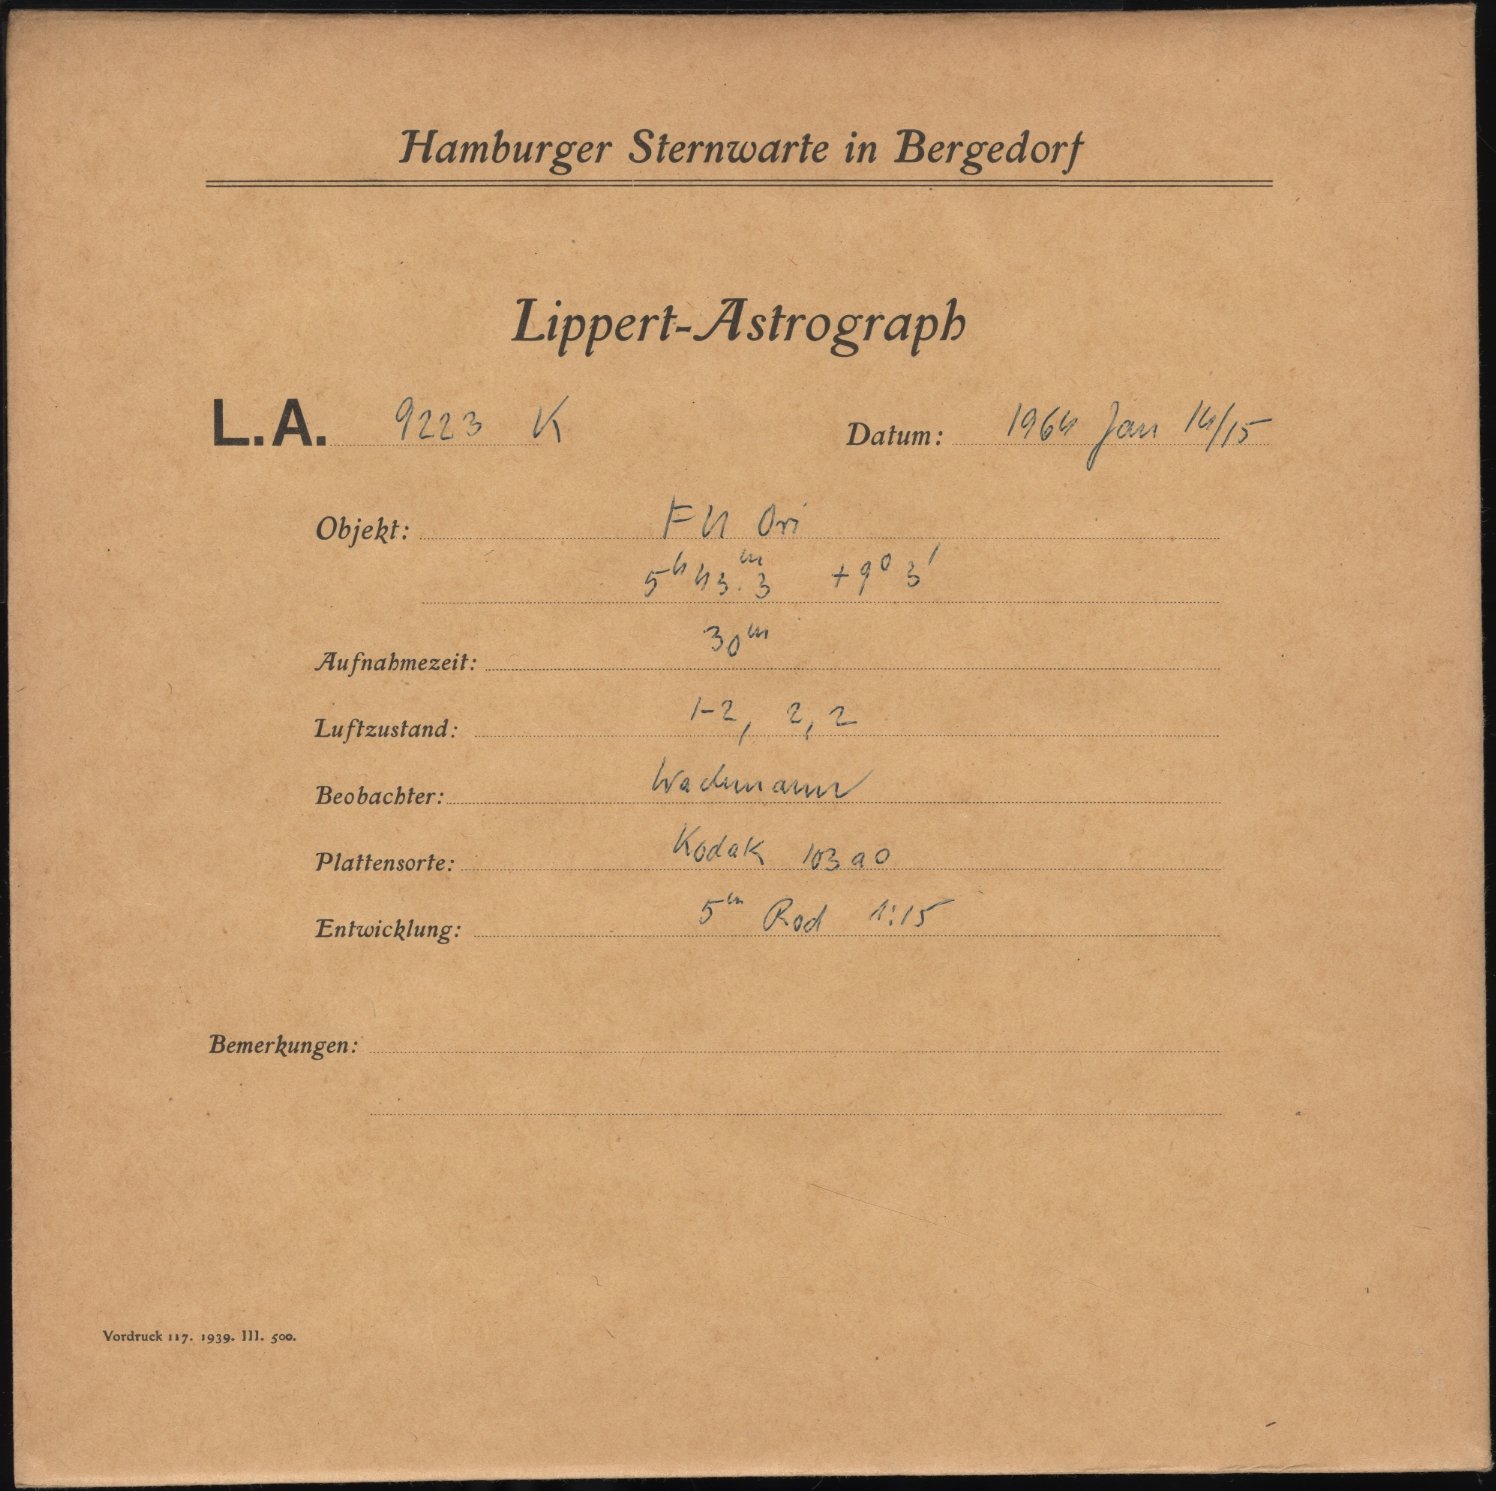 Hamburger Sternwarte in Bergedorf
Lippert-Astrograph
L.A. 9223 K Datum: 1964 Jan 14/15
Objekt: FU Ori
5ʰ 43.ᵐ3 +9° 3'
Aufnahmezeit: 30ᵐ
Luftzustand: 1-2, 2, 2
Beobachter: Wachmann
Plattensorte: Kodak 103 a O
Entwicklung: 5ᵐ Rod 1:15
Bemerkungen:
Vordruck 117. 1939. III. 500.